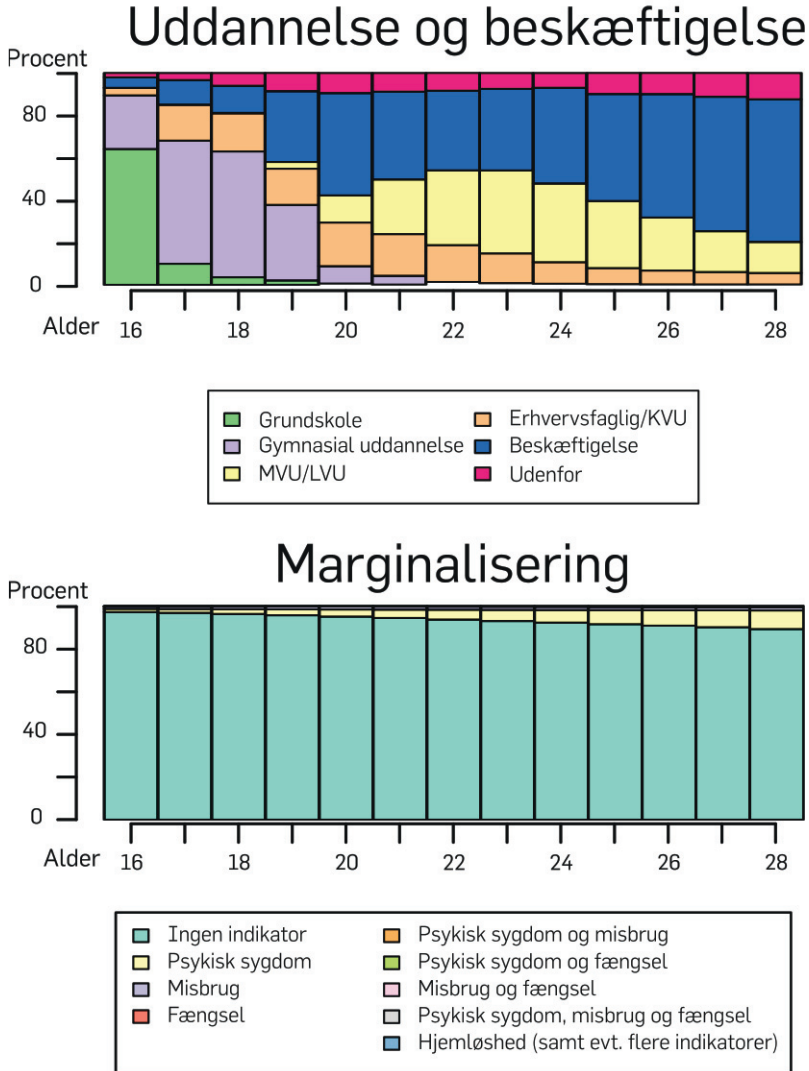 Uddannelse og beskæftigelse
Procent
80
40
0
Alder 16 18 20 22 24 26 28
Grundskole
Gymnasial uddannelse
MVU/LVU
Erhvervsfaglig/KVU
Beskæftigelse
Udenfor
Marginalisering
Procent
80
40
0
Alder 16 18 20 22 24 26 28
Ingen indikator
Psykisk sygdom
Misbrug
Fængsel
Psykisk sygdom og misbrug
Psykisk sygdom og fængsel
Misbrug og fængsel
Psykisk sygdom, misbrug og fængsel
Hjemløshed (samt evt. flere indikatorer)